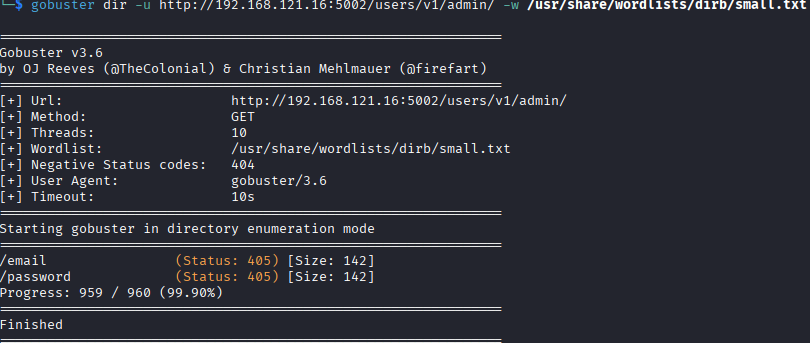 └─$ gobuster dir -u http://192.168.121.16:5002/users/v1/admin/ -w /usr/share/wordlists/dirb/small.txt
===============================================================
Gobuster v3.6
by OJ Reeves (@TheColonial) & Christian Mehlmauer (@firefart)
===============================================================
[+] Url:                     http://192.168.121.16:5002/users/v1/admin/
[+] Method:                  GET
[+] Threads:                 10
[+] Wordlist:                /usr/share/wordlists/dirb/small.txt
[+] Negative Status codes:   404
[+] User Agent:              gobuster/3.6
[+] Timeout:                 10s
===============================================================
Starting gobuster in directory enumeration mode
===============================================================
/email                (Status: 405) [Size: 142]
/password             (Status: 405) [Size: 142]
Progress: 959 / 960 (99.90%)
===============================================================
Finished
===============================================================